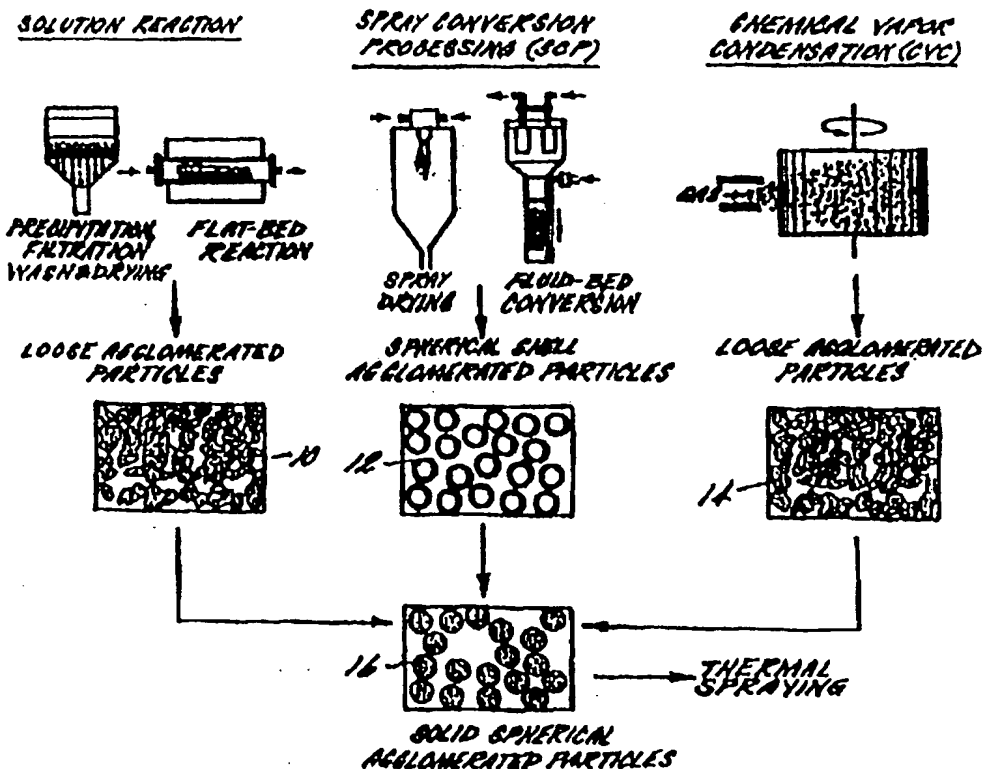 SOLUTION REACTION
SPRAY CONVERSION
PROCESSING (SCP)
CHEMICAL VAPOR
CONDENSATION (CVC)
PRECIPITATION,
FILTRATION
WASH & DRYING
FLAT-BED
REACTION
SPRAY
DRYING
FLUID-BED
CONVERSION
GAS
LOOSE AGGLOMERATED
PARTICLES
SPHERICAL SHELL
AGGLOMERATED PARTICLES
LOOSE AGGLOMERATED
PARTICLES
10
12
14
16
THERMAL
SPRAYING
SOLID SPHERICAL
AGGLOMERATED PARTICLES